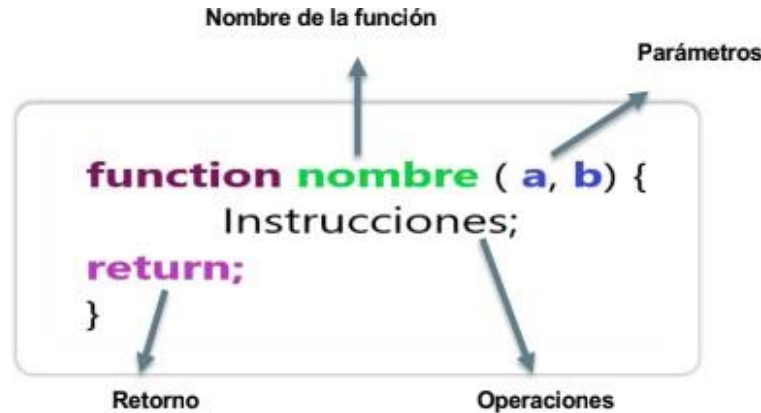 Nombre de la función
Parámetros
function nombre ( a, b) {
Instrucciones;
return;
}
Retorno
Operaciones